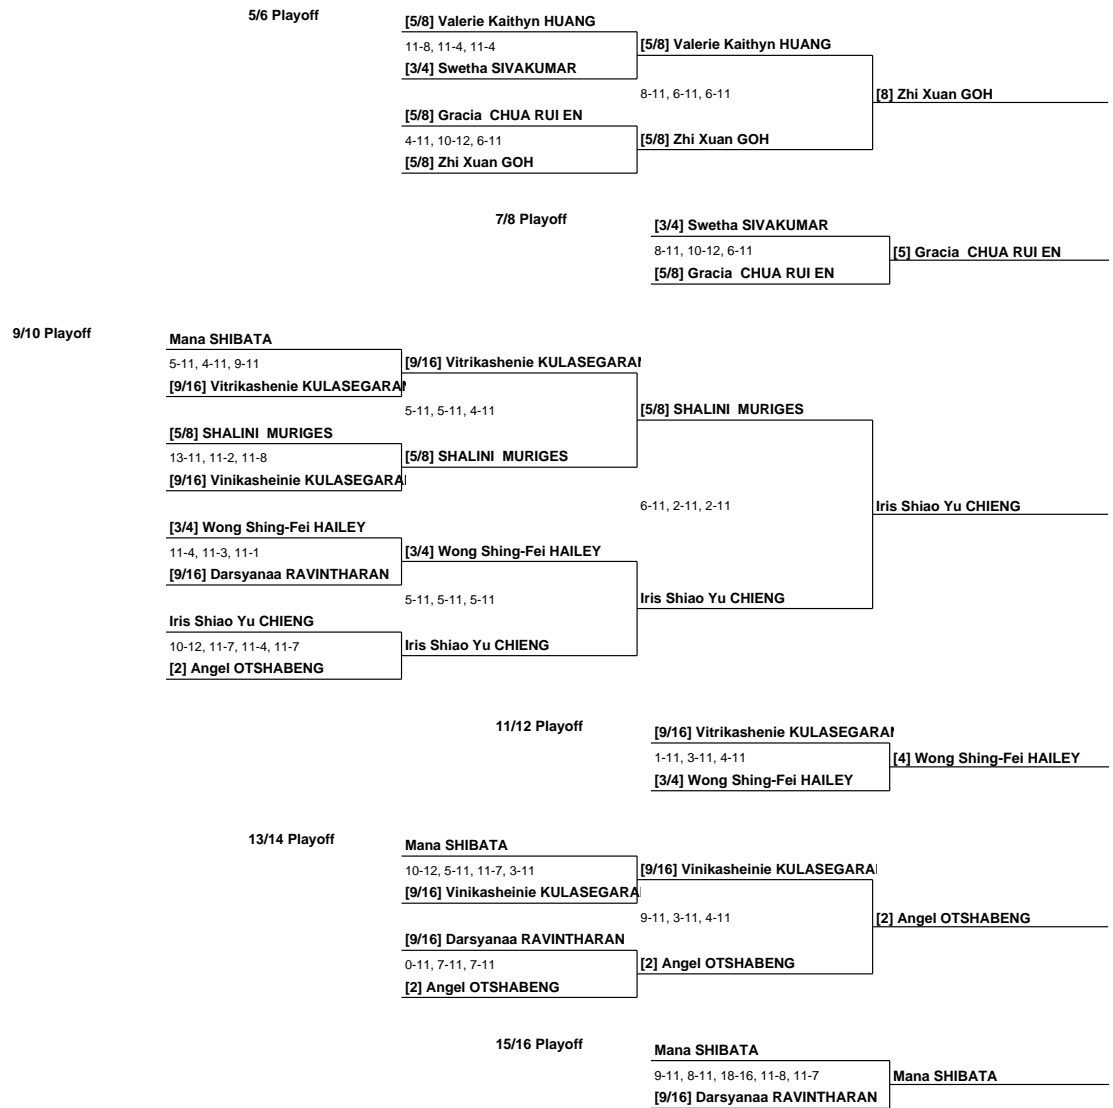 5/6 Playoff
[5/8] Valerie Kaithyn HUANG
11-8, 11-4, 11-4
[3/4] Swetha SIVAKUMAR
[5/8] Valerie Kaithyn HUANG
8-11, 6-11, 6-11
[8] Zhi Xuan GOH
[5/8] Gracia  CHUA RUI EN
4-11, 10-12, 6-11
[5/8] Zhi Xuan GOH
[5/8] Zhi Xuan GOH
7/8 Playoff
[3/4] Swetha SIVAKUMAR
8-11, 10-12, 6-11
[5/8] Gracia  CHUA RUI EN
[5] Gracia  CHUA RUI EN
9/10 Playoff
Mana SHIBATA
5-11, 4-11, 9-11
[9/16] Vitrikashenie KULASEGARAN
[9/16] Vitrikashenie KULASEGARAN
5-11, 5-11, 4-11
[5/8] SHALINI  MURIGES
[5/8] SHALINI  MURIGES
13-11, 11-2, 11-8
[9/16] Vinikasheinie KULASEGARA
[5/8] SHALINI  MURIGES
6-11, 2-11, 2-11
Iris Shiao Yu CHIENG
[3/4] Wong Shing-Fei HAILEY
11-4, 11-3, 11-1
[9/16] Darsyanaa RAVINTHARAN
[3/4] Wong Shing-Fei HAILEY
5-11, 5-11, 5-11
Iris Shiao Yu CHIENG
Iris Shiao Yu CHIENG
10-12, 11-7, 11-4, 11-7
[2] Angel OTSHABENG
Iris Shiao Yu CHIENG
11/12 Playoff
[9/16] Vitrikashenie KULASEGARAN
1-11, 3-11, 4-11
[3/4] Wong Shing-Fei HAILEY
[4] Wong Shing-Fei HAILEY
13/14 Playoff
Mana SHIBATA
10-12, 5-11, 11-7, 3-11
[9/16] Vinikasheinie KULASEGARA
[9/16] Vinikasheinie KULASEGARA
9-11, 3-11, 4-11
[2] Angel OTSHABENG
[9/16] Darsyanaa RAVINTHARAN
0-11, 7-11, 7-11
[2] Angel OTSHABENG
[2] Angel OTSHABENG
15/16 Playoff
Mana SHIBATA
9-11, 8-11, 18-16, 11-8, 11-7
[9/16] Darsyanaa RAVINTHARAN
Mana SHIBATA